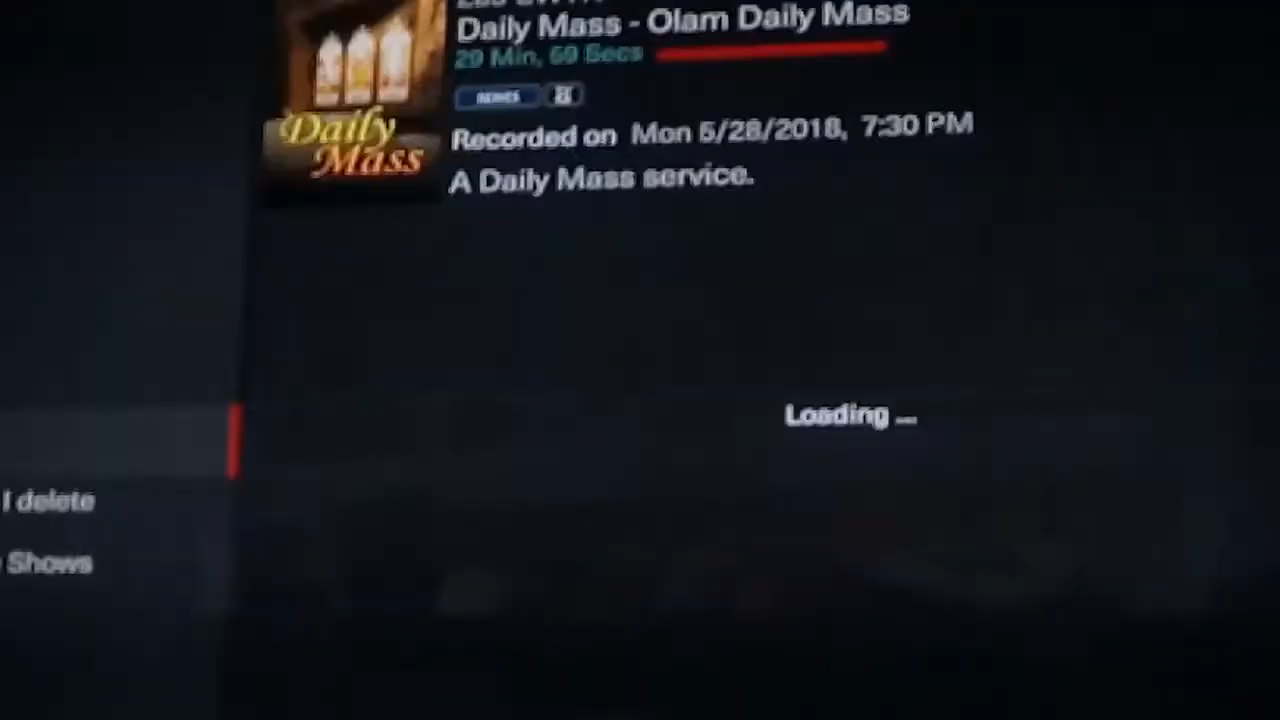 Daily Mass - Olam Daily Mass
29 Min, 59 Secs
SERIES
Daily
Mass
Recorded on Mon 5/28/2018, 7:30 PM
A Daily Mass service.
Loading ...
I delete
Shows